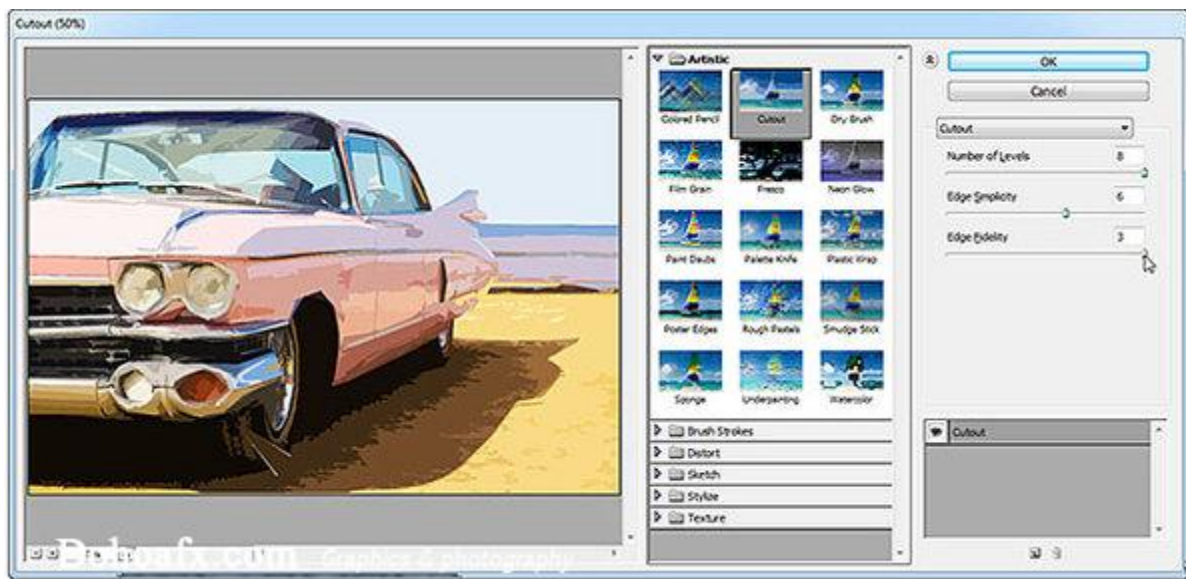 Cutout (50%)
Artistic
Colored Pencil Cutout Dry Brush
Film Grain Fresco Neon Glow
Paint Daubs Palette Knife Plastic Wrap
Poster Edges Rough Pastels Smudge Stick
Sponge Underpainting Watercolor
Brush Strokes
Distort
Sketch
Stylize
Texture
OK
Cancel
Cutout
Number of Levels 8
Edge Simplicity 6
Edge Fidelity 3
Cutout
Graphics & photography